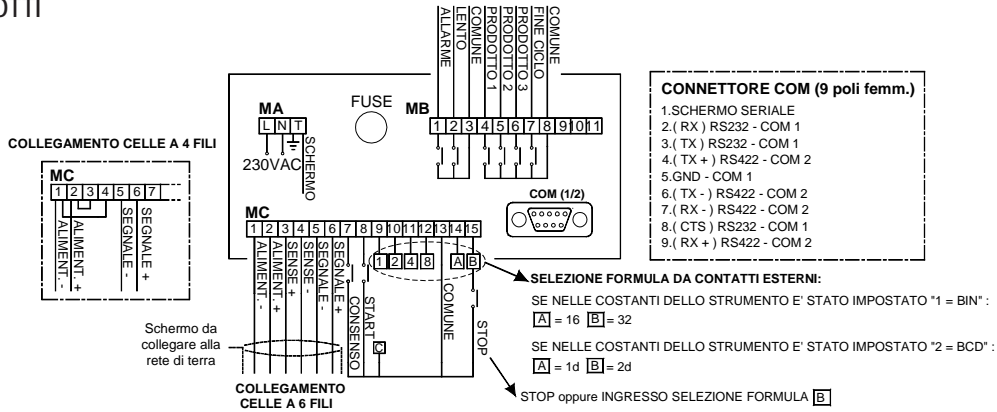 ALLARME
LENTO
COMUNE
PRODOTTO 1
PRODOTTO 2
PRODOTTO 3
FINE CICLO
COMUNE
MA
L N T
230VAC
SCHERMO
FUSE
MB
1 2 3 4 5 6 7 8 9 10 11
COM (1/2)
CONNETTORE COM (9 poli femm.)
1.SCHERMO SERIALE
2.( RX ) RS232 - COM 1
3.( TX ) RS232 - COM 1
4.( TX + ) RS422 - COM 2
5.GND - COM 1
6.( TX - ) RS422 - COM 2
7.( RX - ) RS422 - COM 2
8.( CTS ) RS232 - COM 1
9.( RX + ) RS422 - COM 2
COLLEGAMENTO CELLE A 4 FILI
MC
1 2 3 4 5 6 7
ALIMENT. -
ALIMENT. +
SEGNALE -
SEGNALE +
MC
1 2 3 4 5 6 7 8 9 10 11 12 13 14 15
ALIMENT. -
ALIMENT. +
SENSE +
SENSE -
SEGNALE -
SEGNALE +
CONSENSO
START
C
1 2 4 8
A B
COMUNE
STOP
Schermo da
collegare alla
rete di terra
COLLEGAMENTO
CELLE A 6 FILI
SELEZIONE FORMULA DA CONTATTI ESTERNI:
SE NELLE COSTANTI DELLO STRUMENTO E' STATO IMPOSTATO "1 = BIN" :
A = 16 B = 32
SE NELLE COSTANTI DELLO STRUMENTO E' STATO IMPOSTATO "2 = BCD" :
A = 1d B = 2d
STOP oppure INGRESSO SELEZIONE FORMULA B